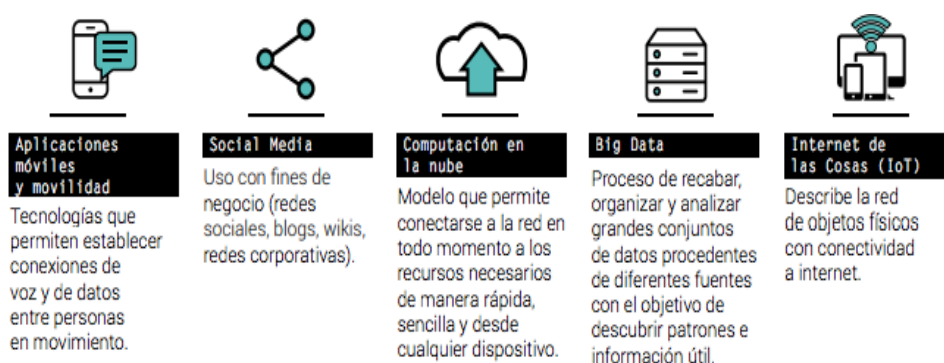 Aplicaciones
móviles
y movilidad
Tecnologías que
permiten establecer
conexiones de
voz y de datos
entre personas
en movimiento.
Social Media
Uso con fines de
negocio (redes
sociales, blogs, wikis,
redes corporativas).
Computación en
la nube
Modelo que permite
conectarse a la red en
todo momento a los
recursos necesarios
de manera rápida,
sencilla y desde
cualquier dispositivo.
Big Data
Proceso de recabar,
organizar y analizar
grandes conjuntos
de datos procedentes
de diferentes fuentes
con el objetivo de
descubrir patrones e
información útil.
Internet de
las Cosas (IoT)
Describe la red
de objetos físicos
con conectividad
a internet.